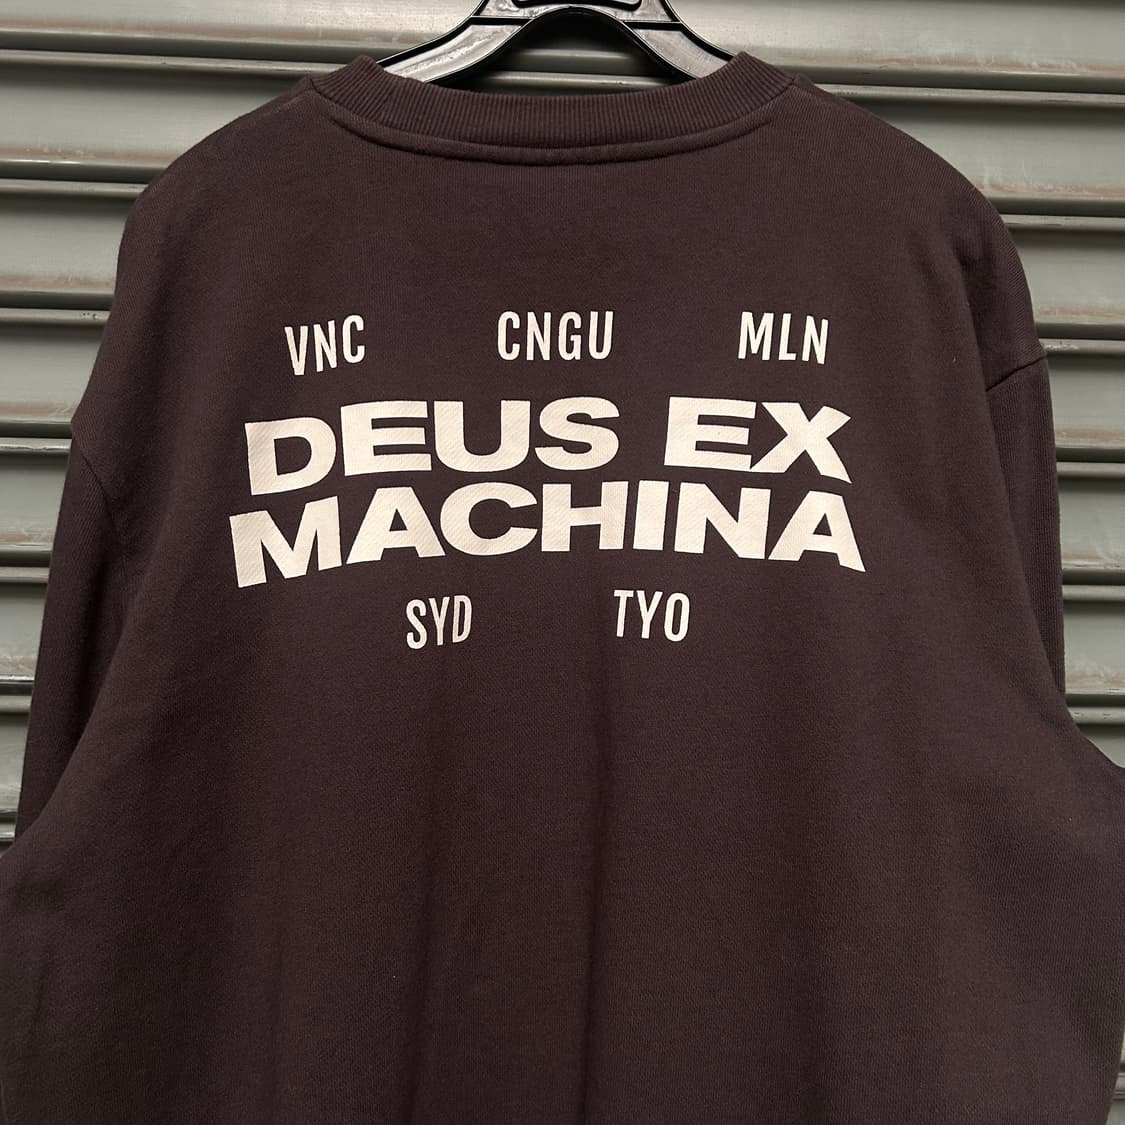 VNC CNGU MLN
DEUS EX
MACHINA
SYD TYO